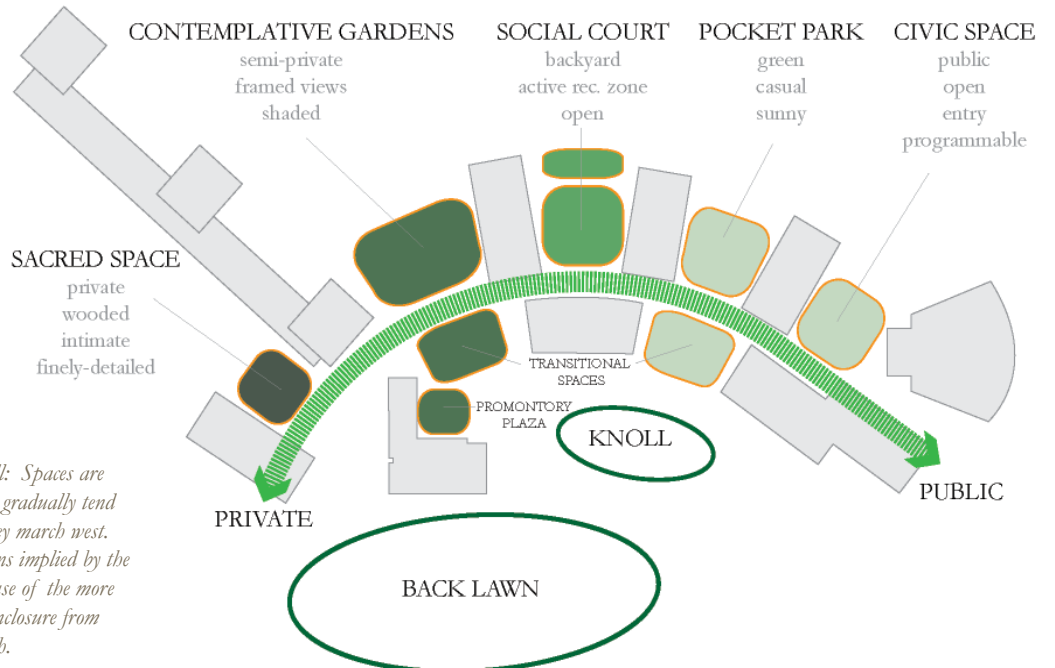 CONTEMPLATIVE GARDENS
semi-private
framed views
shaded
SOCIAL COURT
backyard
active rec. zone
open
POCKET PARK
green
casual
sunny
CIVIC SPACE
public
open
entry
programmable
SACRED SPACE
private
wooded
intimate
finely-detailed
TRANSITIONAL
SPACES
PROMONTORY
PLAZA
KNOLL
PRIVATE
PUBLIC
BACK LAWN
Spaces are
gradually tend
march west.
implied by the
of the more
from